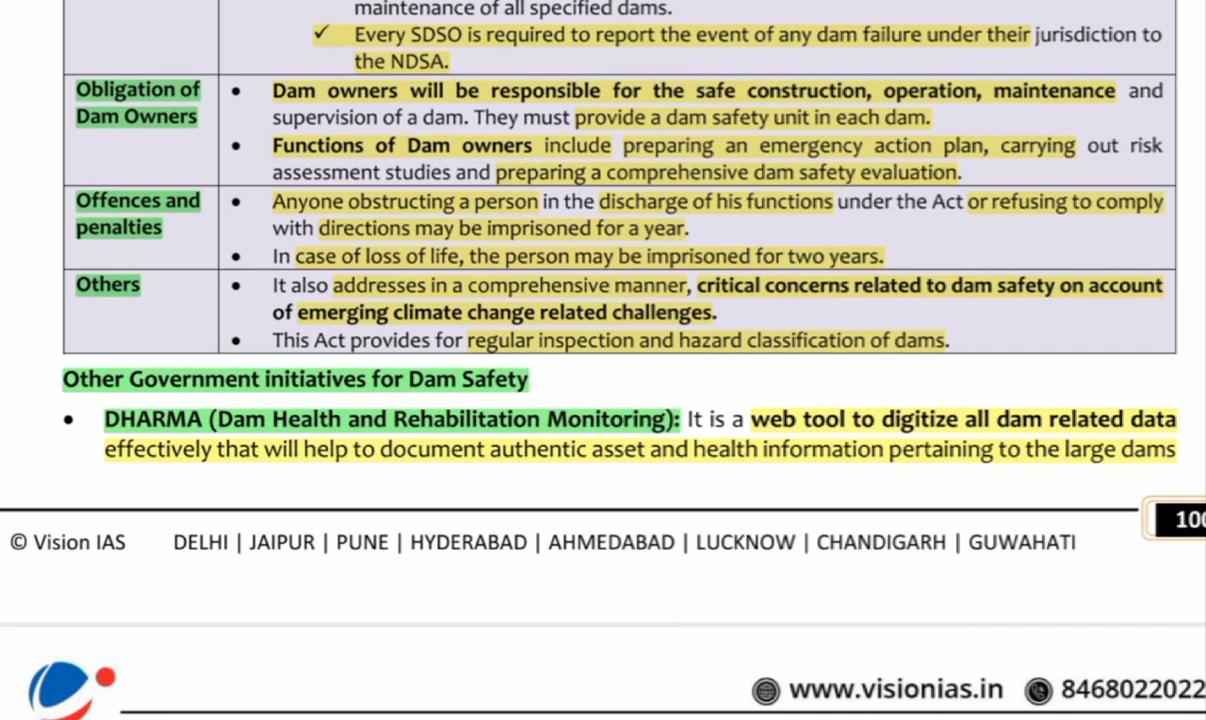 maintenance of all specified dams.
✓ Every SDSO is required to report the event of any dam failure under their jurisdiction to
the NDSA.
Obligation of
Dam Owners
• Dam owners will be responsible for the safe construction, operation, maintenance and
supervision of a dam. They must provide a dam safety unit in each dam.
• Functions of Dam owners include preparing an emergency action plan, carrying out risk
assessment studies and preparing a comprehensive dam safety evaluation.
Offences and
penalties
• Anyone obstructing a person in the discharge of his functions under the Act or refusing to comply
with directions may be imprisoned for a year.
• In case of loss of life, the person may be imprisoned for two years.
Others
• It also addresses in a comprehensive manner, critical concerns related to dam safety on account
of emerging climate change related challenges.
• This Act provides for regular inspection and hazard classification of dams.
Other Government initiatives for Dam Safety
• DHARMA (Dam Health and Rehabilitation Monitoring): It is a web tool to digitize all dam related data
effectively that will help to document authentic asset and health information pertaining to the large dams
100
© Vision IAS DELHI | JAIPUR | PUNE | HYDERABAD | AHMEDABAD | LUCKNOW | CHANDIGARH | GUWAHATI
www.visionias.in 8468022022